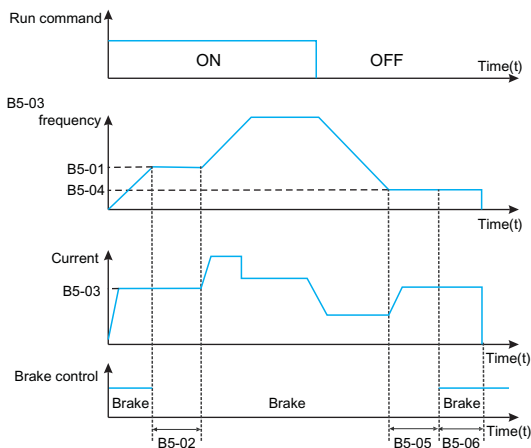 Run command
ON
OFF
Time(t)
B5-03
frequency
B5-01
B5-04
Time(t)
Current
B5-03
Time(t)
Brake control
Brake
Brake
Brake
Time(t)
B5-02
B5-05
B5-06